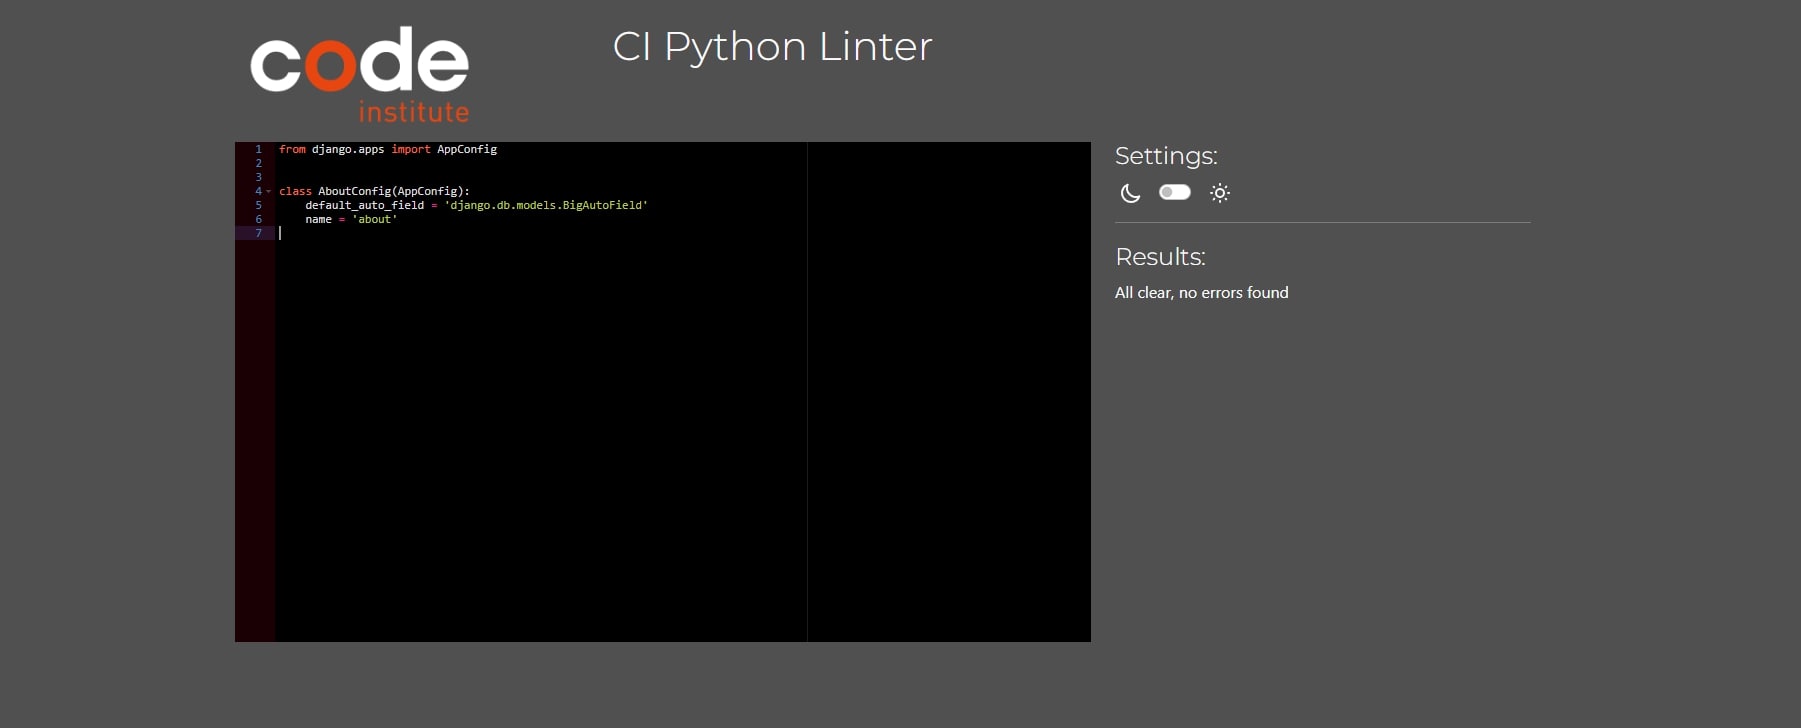 code
institute
CI Python Linter
1 from django.apps import AppConfig
2
3
4 class AboutConfig(AppConfig):
5     default_auto_field = 'django.db.models.BigAutoField'
6     name = 'about'
7
Settings:
Results:
All clear, no errors found